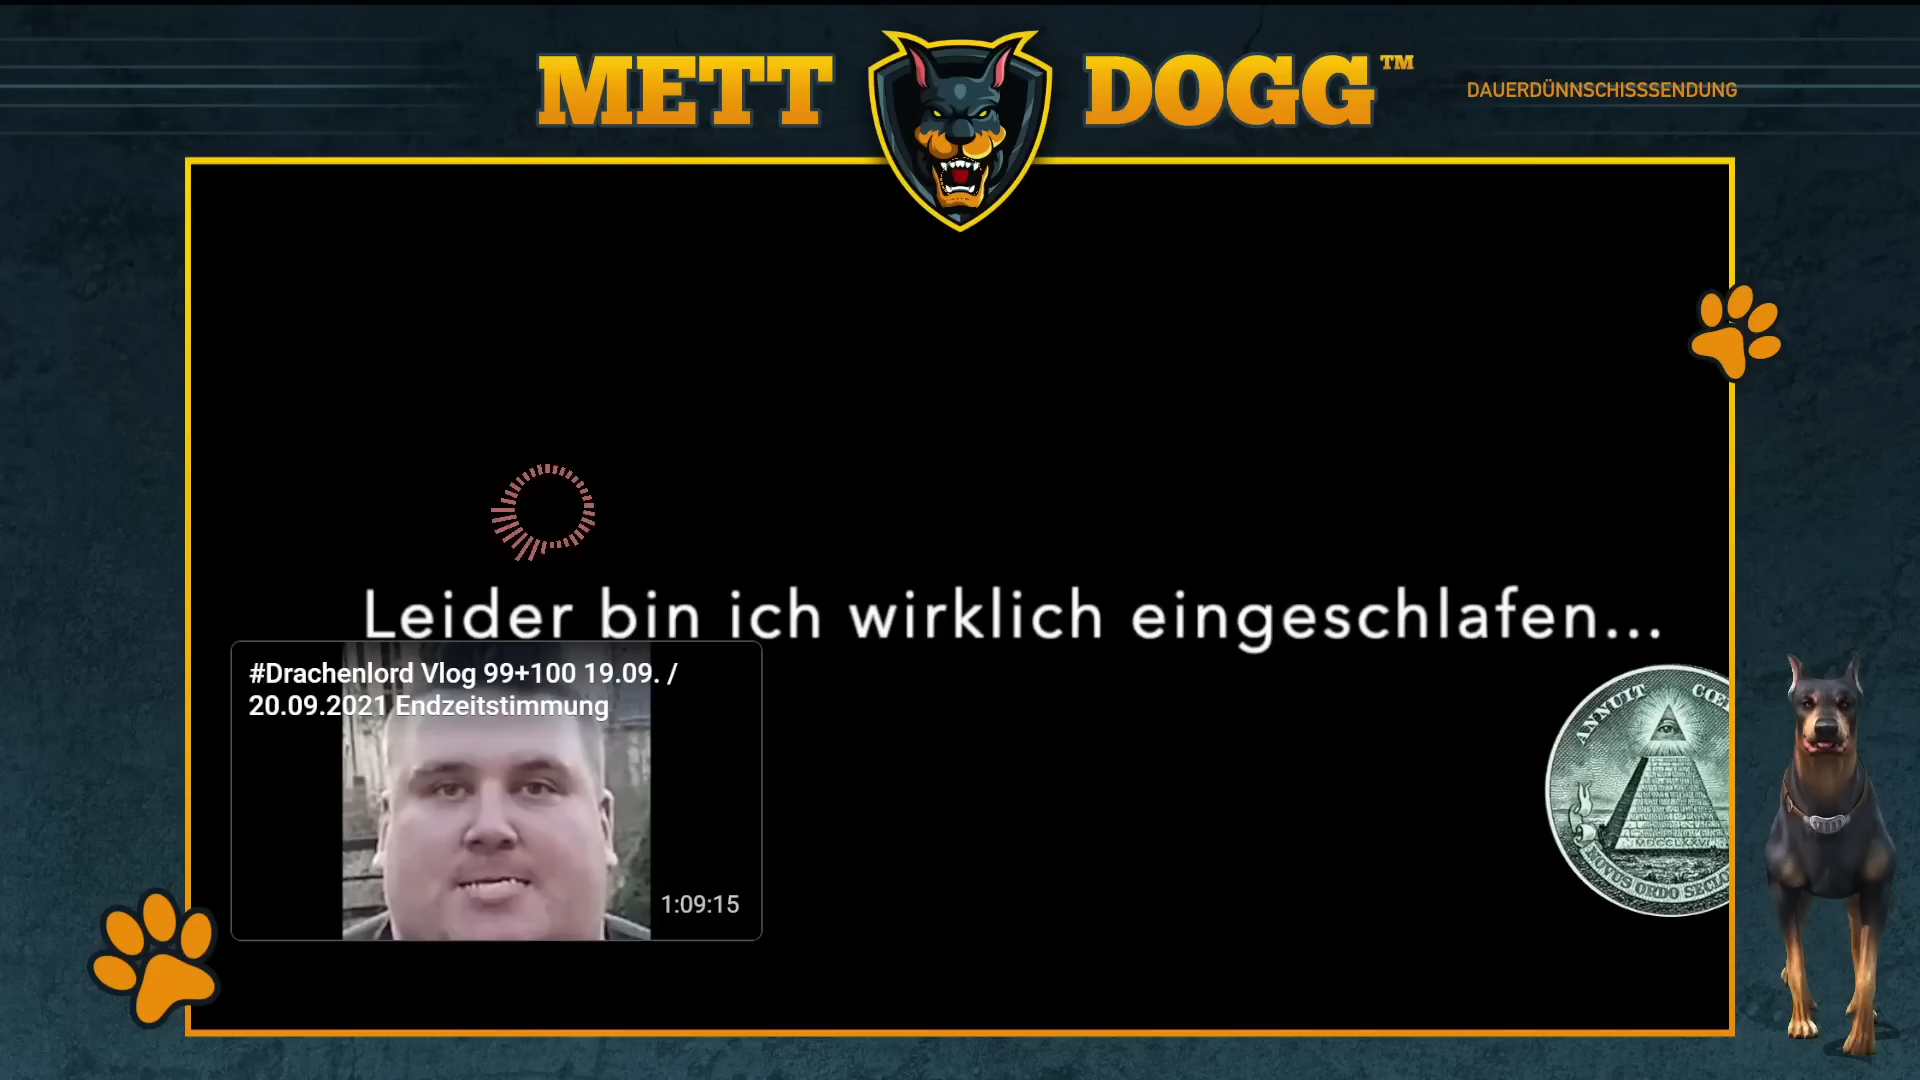 METT DOGG™
DAUERDÜNNSCHISSSENDUNG
Leider bin ich wirklich eingeschlafen...
#Drachenlord Vlog 99+100 19.09. /
20.09.2021 Endzeitstimmung
1:09:15
ANNUIT CŒP
MDCCLXXVI
NOVUS ORDO SECLO